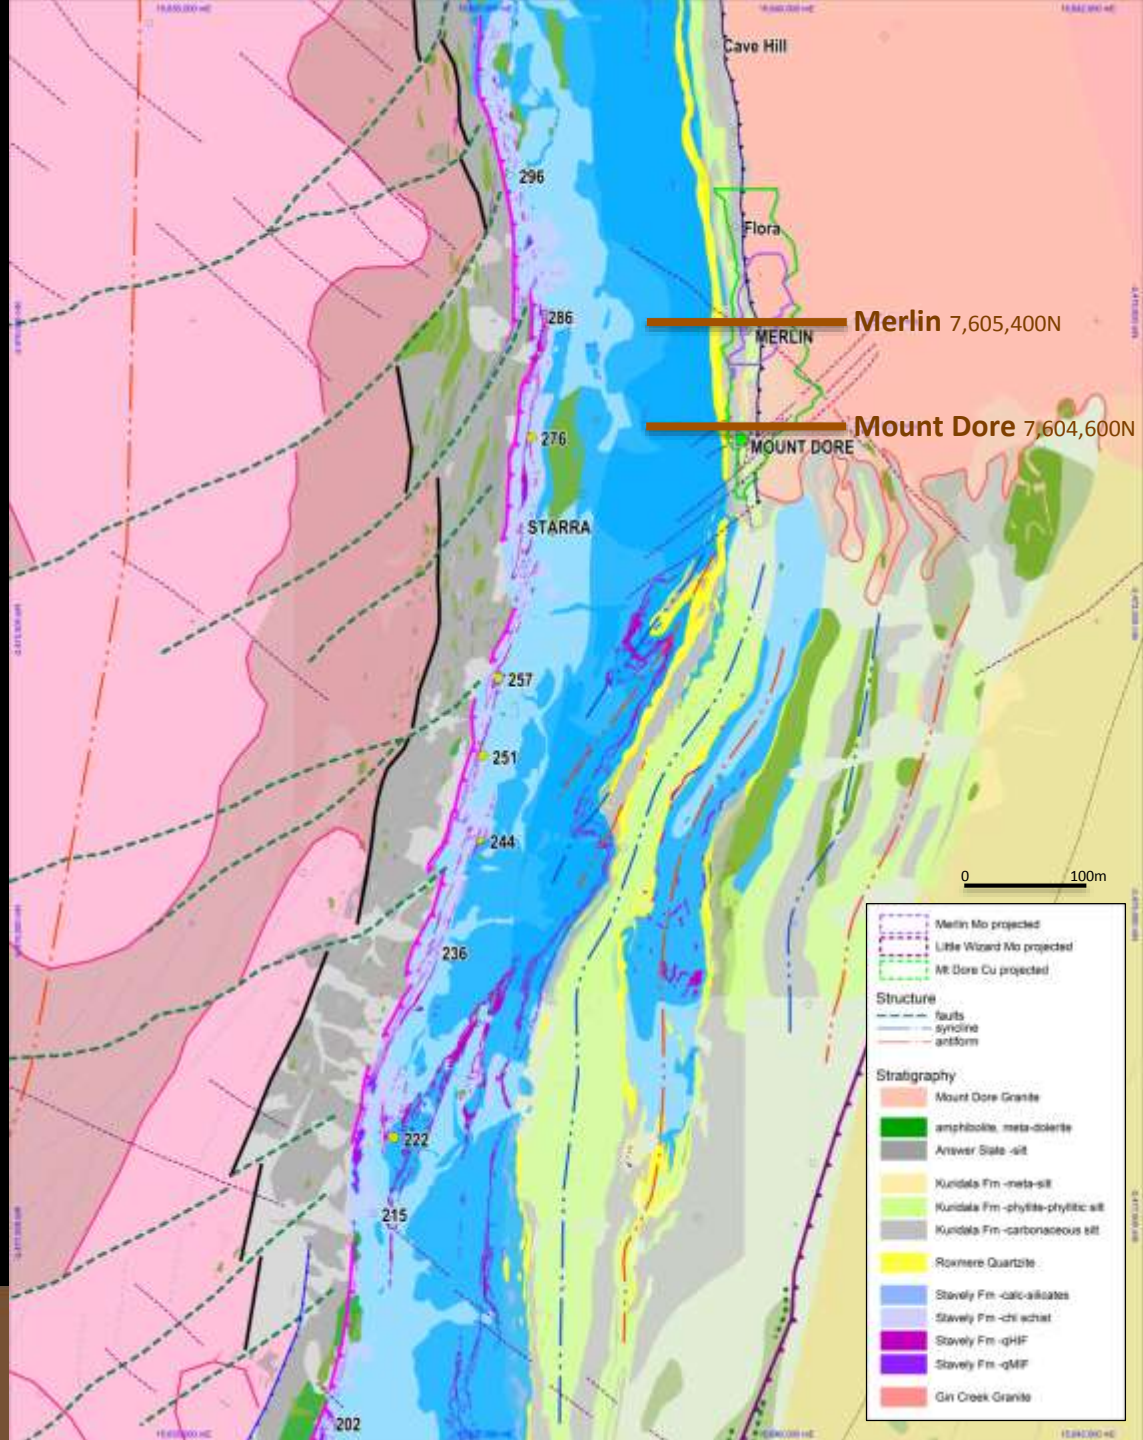 Cave Hill
296
Flora
286
Merlin 7,605,400N
MERLIN
Mount Dore 7,604,600N
276
MOUNT DORE
STARRA
257
251
244
0 100m
236
222
215
202
Merlin Mo projected
Little Wizard Mo projected
Mt Dore Cu projected
Structure
faults
syncline
antiform
Stratigraphy
Mount Dore Granite
amphibolite, meta-dolerite
Answer Slate -silt
Kuridala Fm -meta-silt
Kuridala Fm -phyllite-phyllitic silt
Kuridala Fm -carbonaceous silt
Roxmere Quartzite
Stavely Fm -calc-silicates
Stavely Fm -chl schist
Stavely Fm -qHIF
Stavely Fm -qMIF
Gin Creek Granite